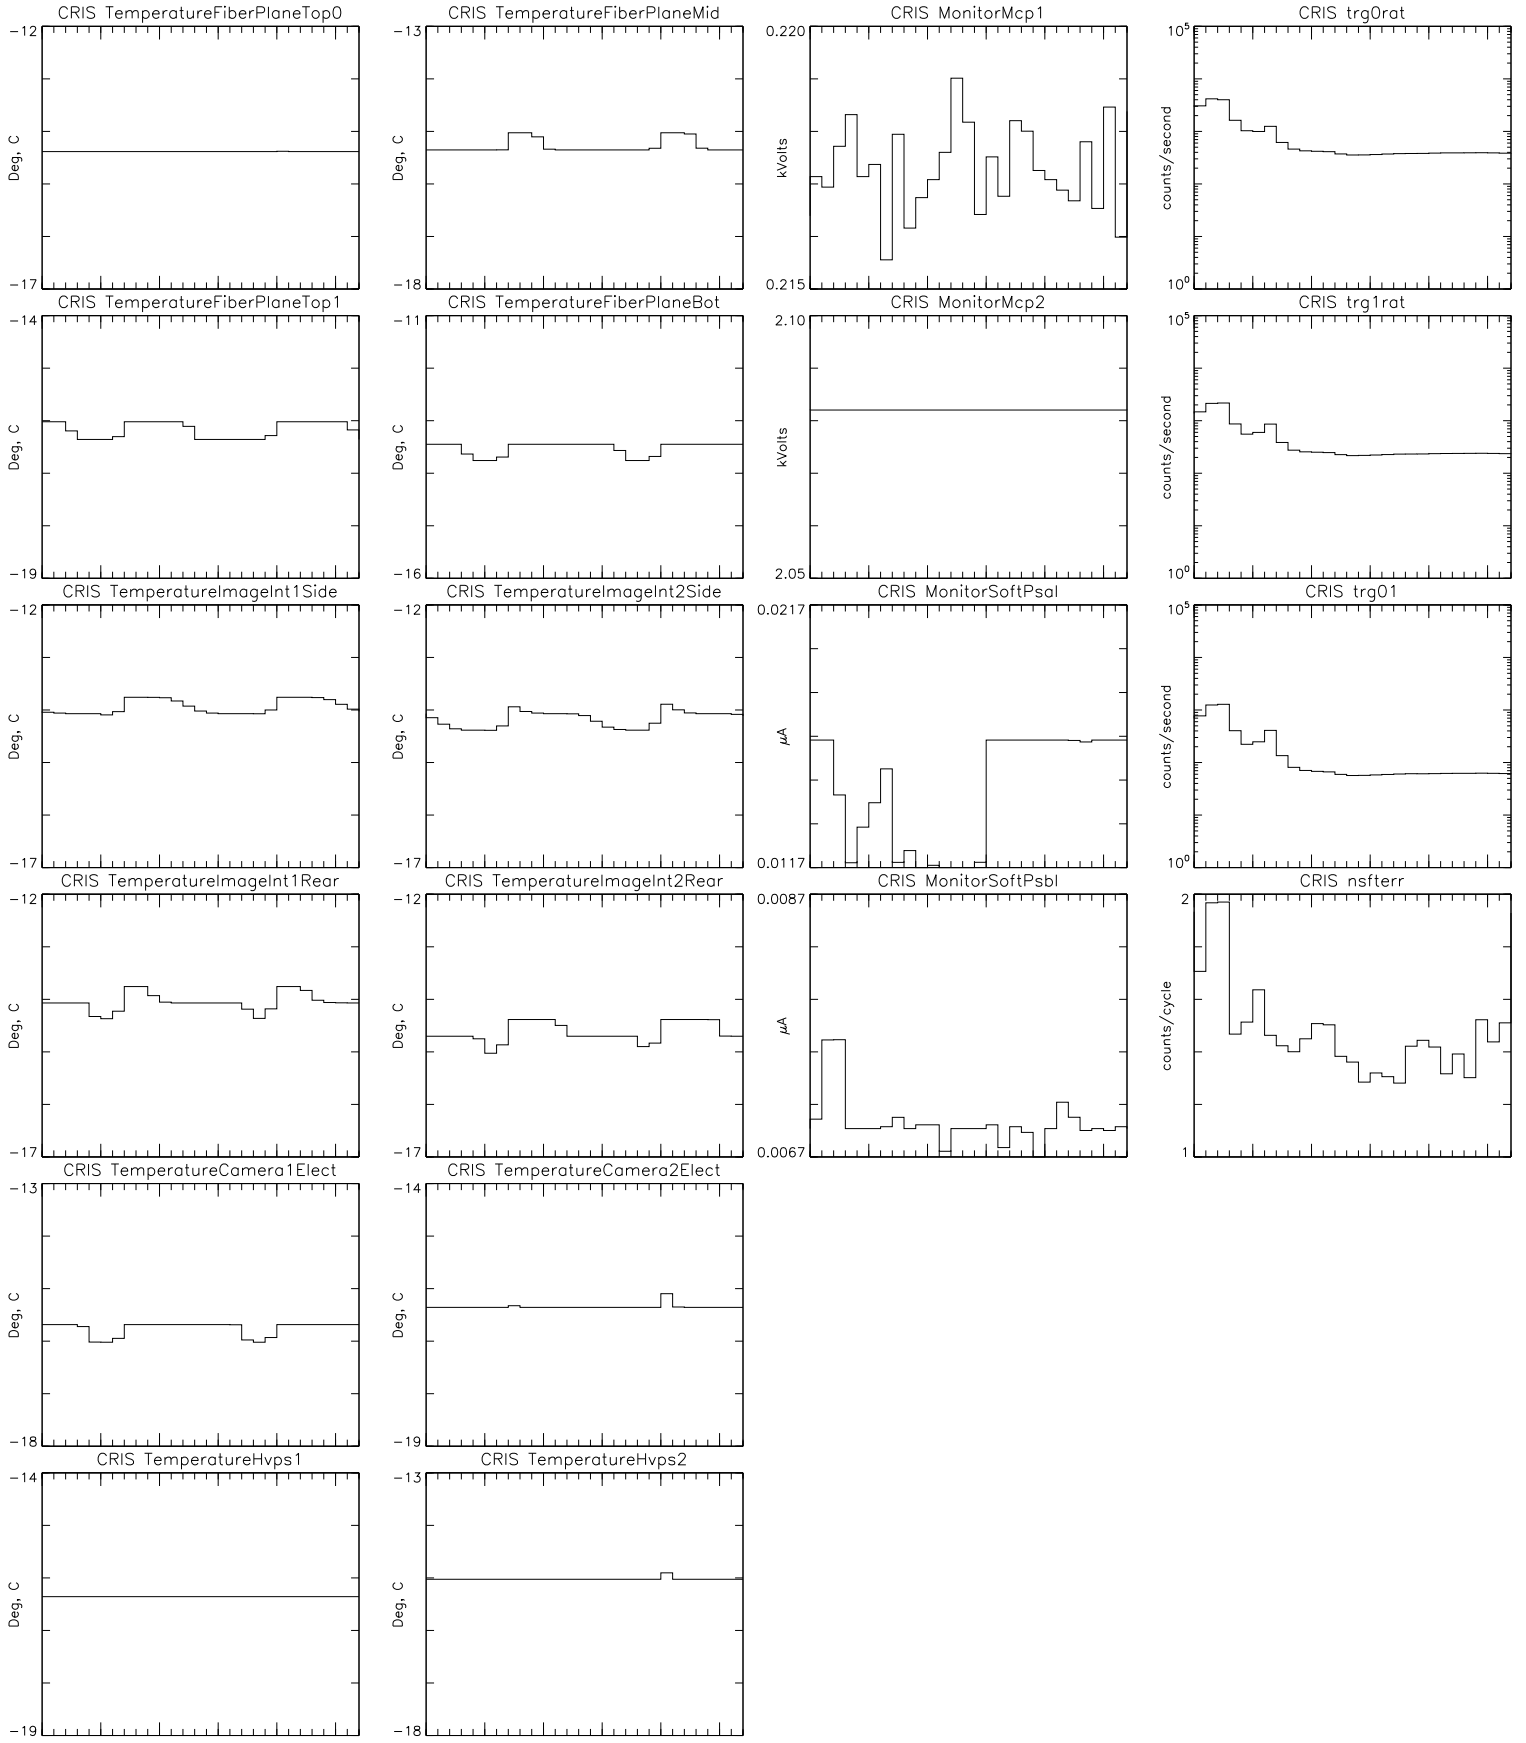 CRIS TemperatureFiberPlaneTop0
-12
Deg, C
-17
CRIS TemperatureFiberPlaneMid
-13
Deg, C
-18
CRIS MonitorMcp1
0.220
kVolts
0.215
CRIS trg0rat
10⁵
counts/second
10⁰
CRIS TemperatureFiberPlaneTop1
-14
Deg, C
-19
CRIS TemperatureFiberPlaneBot
-11
Deg, C
-16
CRIS MonitorMcp2
2.10
kVolts
2.05
CRIS trg1rat
10⁵
counts/second
10⁰
CRIS TemperatureImageInt1Side
-12
Deg, C
-17
CRIS TemperatureImageInt2Side
-12
Deg, C
-17
CRIS MonitorSoftPsaI
0.0217
μA
0.0117
CRIS trg01
10⁵
counts/second
10⁰
CRIS TemperatureImageInt1Rear
-12
Deg, C
-17
CRIS TemperatureImageInt2Rear
-12
Deg, C
-17
CRIS MonitorSoftPsbI
0.0087
μA
0.0067
CRIS nsfterr
2
counts/cycle
1
CRIS TemperatureCamera1Elect
-13
Deg, C
-18
CRIS TemperatureCamera2Elect
-14
Deg, C
-19
CRIS TemperatureHvps1
-14
Deg, C
-19
CRIS TemperatureHvps2
-13
Deg, C
-18